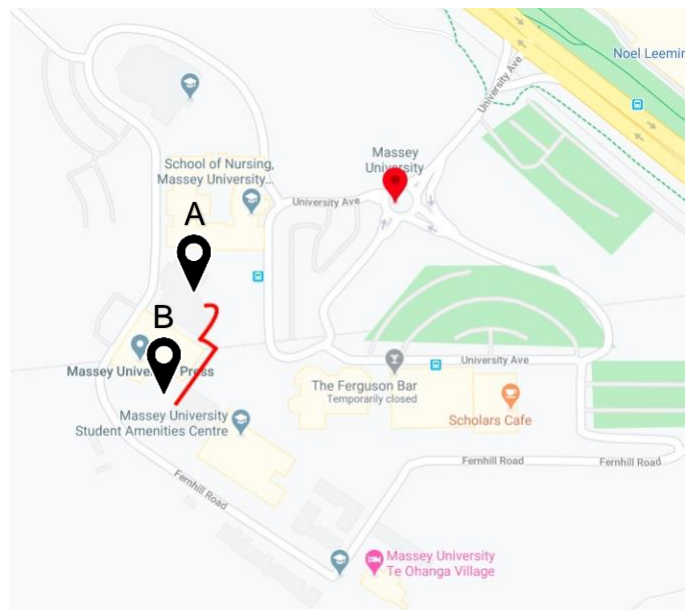 Noel Leemin
University Ave
Massey
University
School of Nursing,
Massey University...
University Ave
A
B
Massey University Press
University Ave
The Ferguson Bar
Temporarily closed
Scholars Cafe
Massey University
Student Amenities Centre
Fernhill Road
Fernhill Road
Fernhill Road
Massey University
Te Ohanga Village